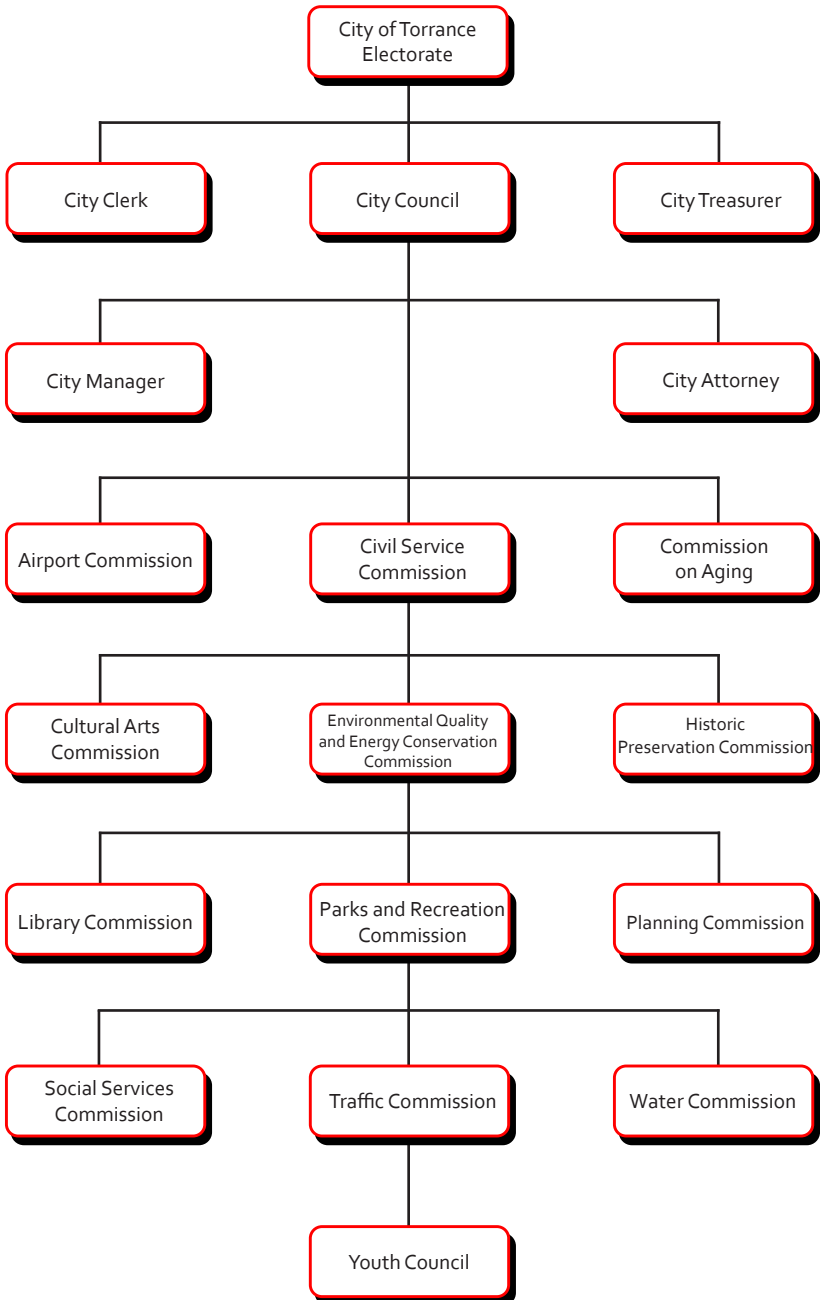 City of Torrance
Electorate
City Clerk
City Council
City Treasurer
City Manager
City Attorney
Airport Commission
Civil Service
Commission
Commission
on Aging
Cultural Arts
Commission
Environmental Quality
and Energy Conservation
Commission
Historic
Preservation Commission
Library Commission
Parks and Recreation
Commission
Planning Commission
Social Services
Commission
Traffic Commission
Water Commission
Youth Council